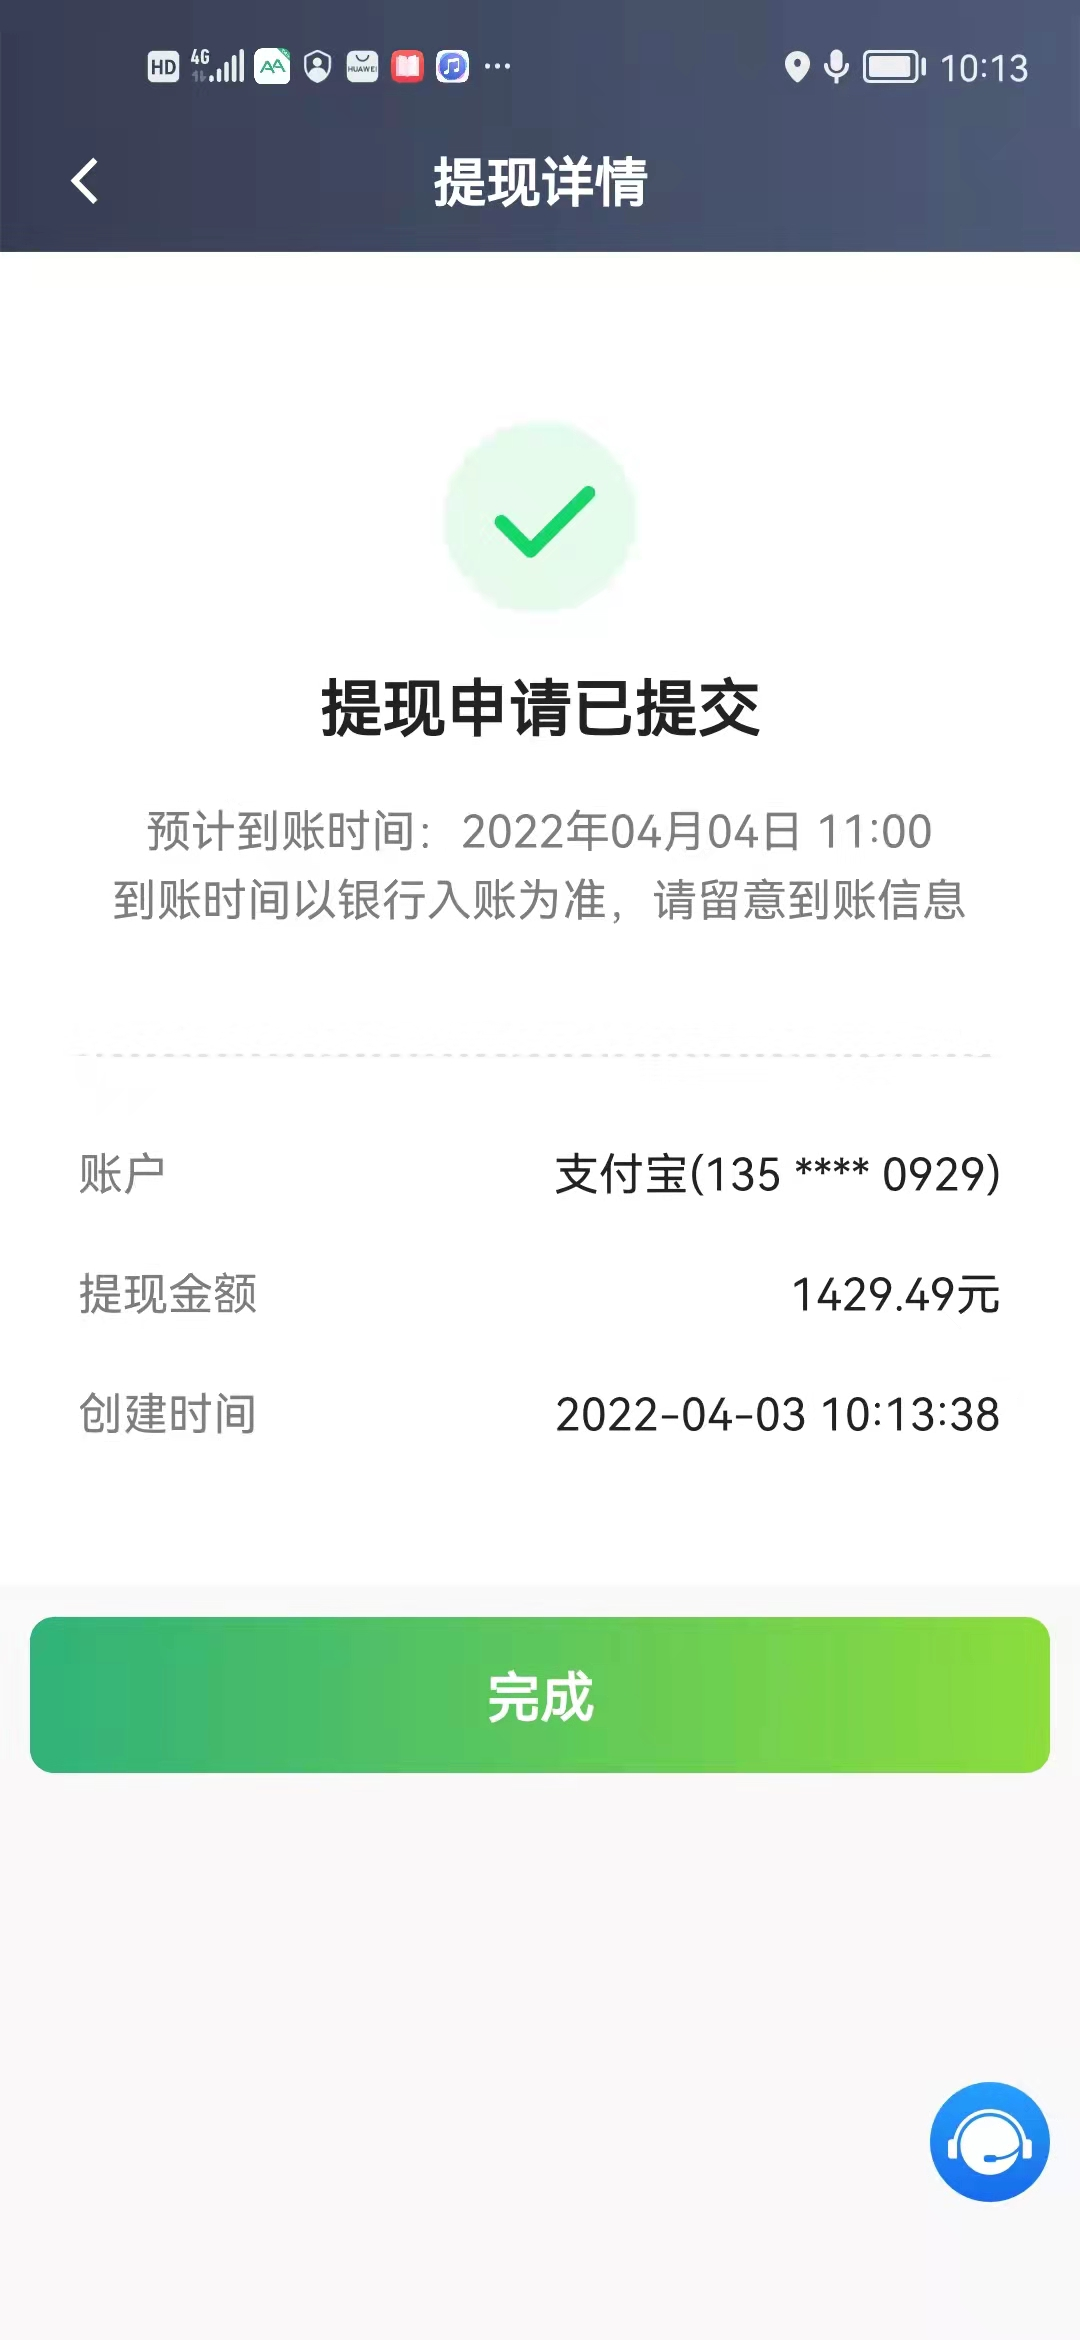 HD 4G AA HUAWEI ··· 10:13
提现详情
提现申请已提交
预计到账时间：2022年04月04日 11:00
到账时间以银行入账为准，请留意到账信息
账户 支付宝(135 **** 0929)
提现金额 1429.49元
创建时间 2022-04-03 10:13:38
完成